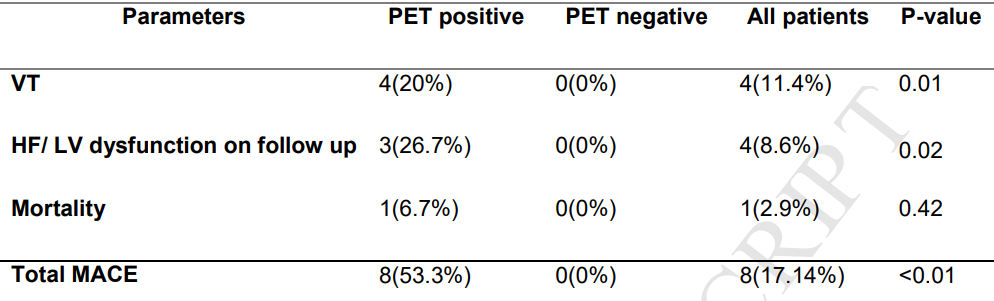 Parameters PET positive PET negative All patients P-value
VT 4(20%) 0(0%) 4(11.4%) 0.01
HF/ LV dysfunction on follow up 3(26.7%) 0(0%) 4(8.6%) 0.02
Mortality 1(6.7%) 0(0%) 1(2.9%) 0.42
Total MACE 8(53.3%) 0(0%) 8(17.14%) <0.01
CRIPT